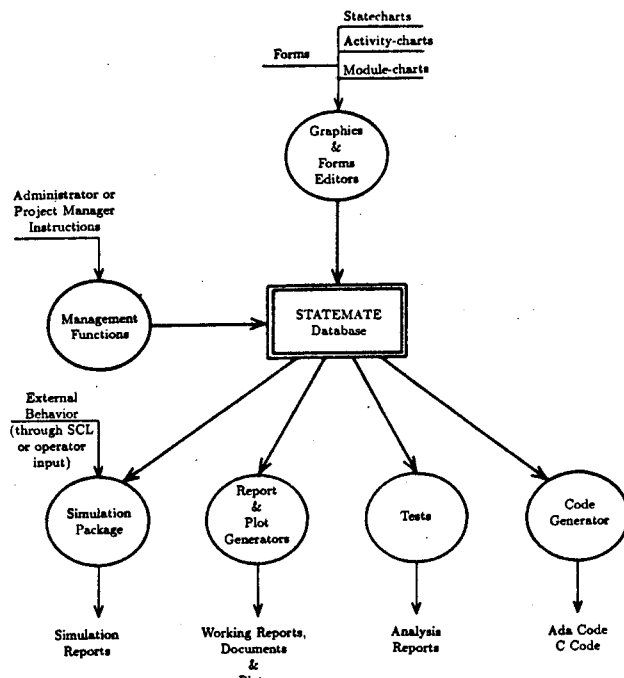 Statecharts
Activity-charts
Forms
Module-charts
Graphics
&
Forms
Editors
Administrator or
Project Manager
Instructions
Management
Functions
STATEMATE
Database
External
Behavior
(through SCL
or operator
input)
Simulation
Package
Report
&
Plot
Generators
Tests
Code
Generator
Simulation
Reports
Working Reports,
Documents
&
Analysis
Reports
Ada Code
C Code